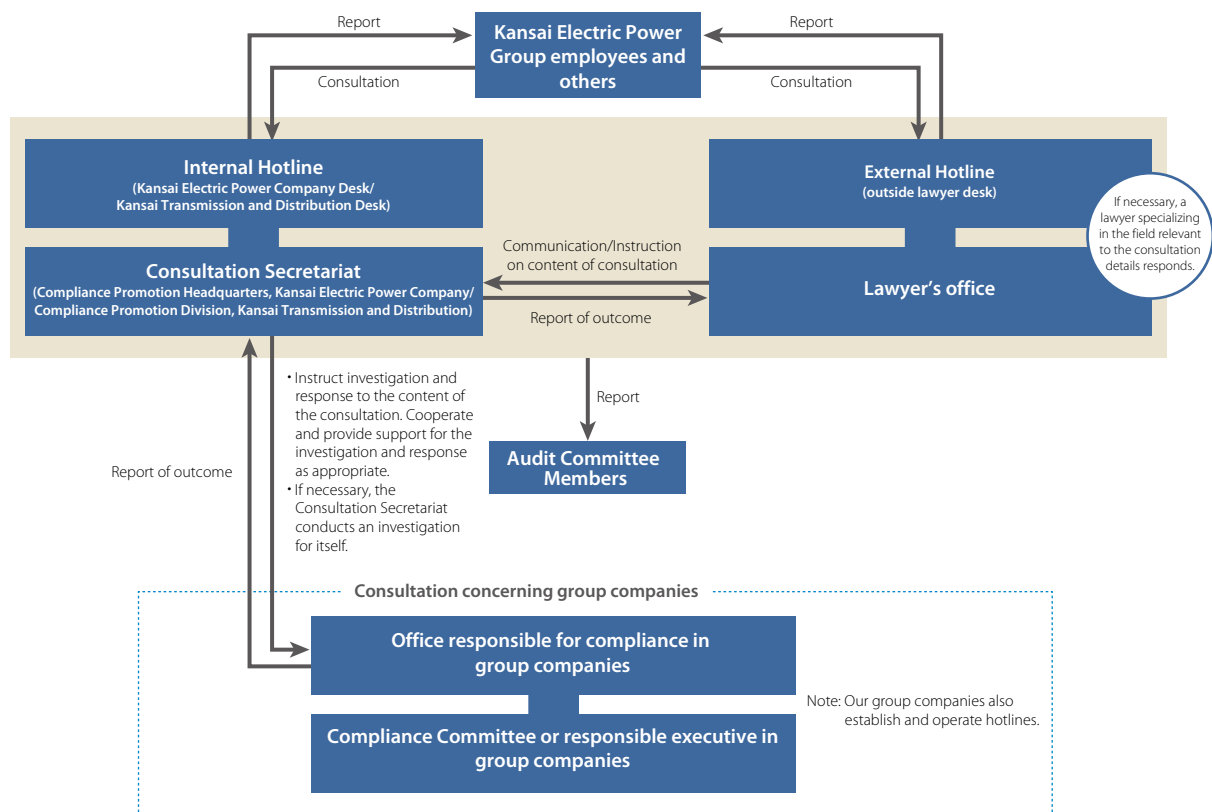 Report
Kansai Electric Power
Group employees and
others
Report
Consultation
Consultation
Internal Hotline
(Kansai Electric Power Company Desk/
Kansai Transmission and Distribution Desk)
External Hotline
(outside lawyer desk)
If necessary, a
lawyer specializing
in the field relevant
to the consultation
details responds.
Consultation Secretariat
(Compliance Promotion Headquarters, Kansai Electric Power Company/
Compliance Promotion Division, Kansai Transmission and Distribution)
Communication/Instruction
on content of consultation
Report of outcome
Lawyer's office
・Instruct investigation and
response to the content of
the consultation. Cooperate
and provide support for the
investigation and response
as appropriate.
・If necessary, the
Consultation Secretariat
conducts an investigation
for itself.
Report of outcome
Report
Audit Committee
Members
Consultation concerning group companies
Office responsible for compliance in
group companies
Compliance Committee or responsible executive in
group companies
Note: Our group companies also
establish and operate hotlines.